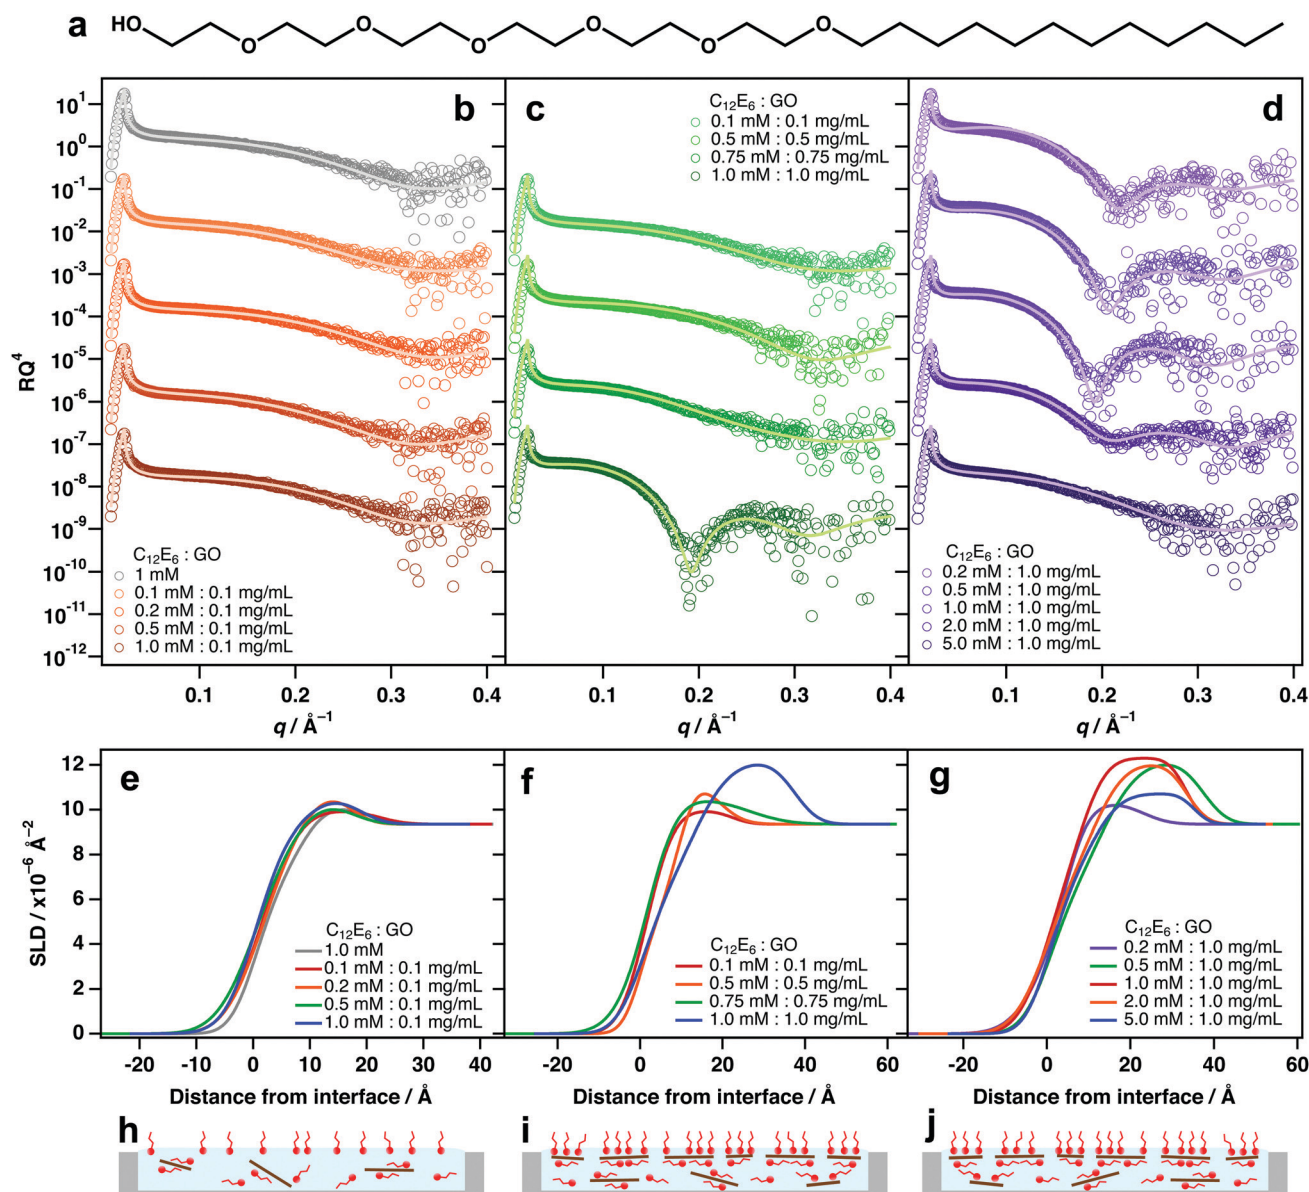 a
HO
O
O
O
O
O
O
RQ⁴
10¹
10⁰
10⁻¹
10⁻²
10⁻³
10⁻⁴
10⁻⁵
10⁻⁶
10⁻⁷
10⁻⁸
10⁻⁹
10⁻¹⁰
10⁻¹¹
10⁻¹²
b
C₁₂E₆ : GO
1 mM
0.1 mM : 0.1 mg/mL
0.2 mM : 0.1 mg/mL
0.5 mM : 0.1 mg/mL
1.0 mM : 0.1 mg/mL
0.1 0.2 0.3 0.4
q / Å⁻¹
c
C₁₂E₆ : GO
0.1 mM : 0.1 mg/mL
0.5 mM : 0.5 mg/mL
0.75 mM : 0.75 mg/mL
1.0 mM : 1.0 mg/mL
0.1 0.2 0.3 0.4
q / Å⁻¹
d
C₁₂E₆ : GO
0.2 mM : 1.0 mg/mL
0.5 mM : 1.0 mg/mL
1.0 mM : 1.0 mg/mL
2.0 mM : 1.0 mg/mL
5.0 mM : 1.0 mg/mL
0.1 0.2 0.3 0.4
q / Å⁻¹
SLD / x10⁻⁶ Å⁻²
12
10
8
6
4
2
0
e
C₁₂E₆ : GO
1.0 mM
0.1 mM : 0.1 mg/mL
0.2 mM : 0.1 mg/mL
0.5 mM : 0.1 mg/mL
1.0 mM : 0.1 mg/mL
-20 -10 0 10 20 30 40
Distance from interface / Å
f
C₁₂E₆ : GO
0.1 mM : 0.1 mg/mL
0.5 mM : 0.5 mg/mL
0.75 mM : 0.75 mg/mL
1.0 mM : 1.0 mg/mL
-20 0 20 40 60
Distance from interface / Å
g
C₁₂E₆ : GO
0.2 mM : 1.0 mg/mL
0.5 mM : 1.0 mg/mL
1.0 mM : 1.0 mg/mL
2.0 mM : 1.0 mg/mL
5.0 mM : 1.0 mg/mL
-20 0 20 40 60
Distance from interface / Å
h
i
j